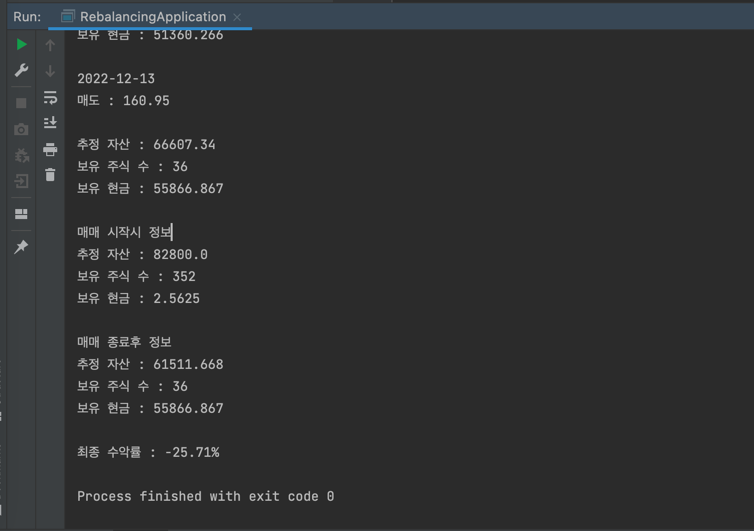 Run: RebalancingApplication ×
보유 현금 : 51360.266
2022-12-13
매도 : 160.95
추정 자산 : 66607.34
보유 주식 수 : 36
보유 현금 : 55866.867
매매 시작시 정보
추정 자산 : 82800.0
보유 주식 수 : 352
보유 현금 : 2.5625
매매 종료후 정보
추정 자산 : 61511.668
보유 주식 수 : 36
보유 현금 : 55866.867
최종 수악률 : -25.71%
Process finished with exit code 0